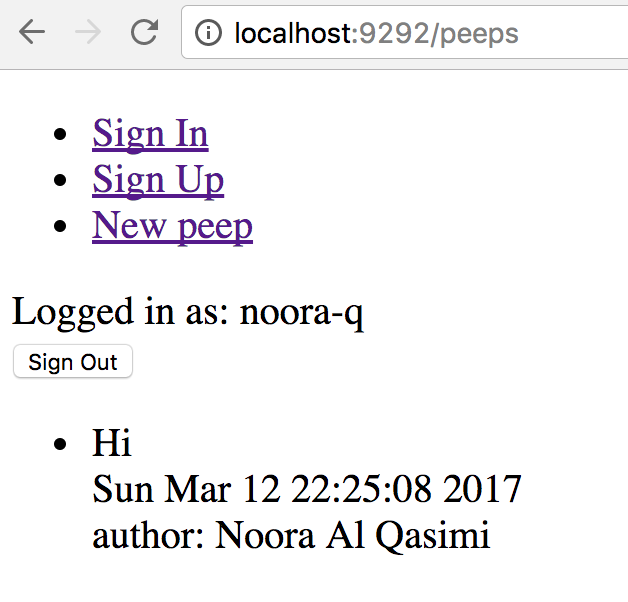 localhost:9292/peeps
Sign In
Sign Up
New peep
Logged in as: noora-q
Sign Out
Hi
Sun Mar 12 22:25:08 2017
author: Noora Al Qasimi